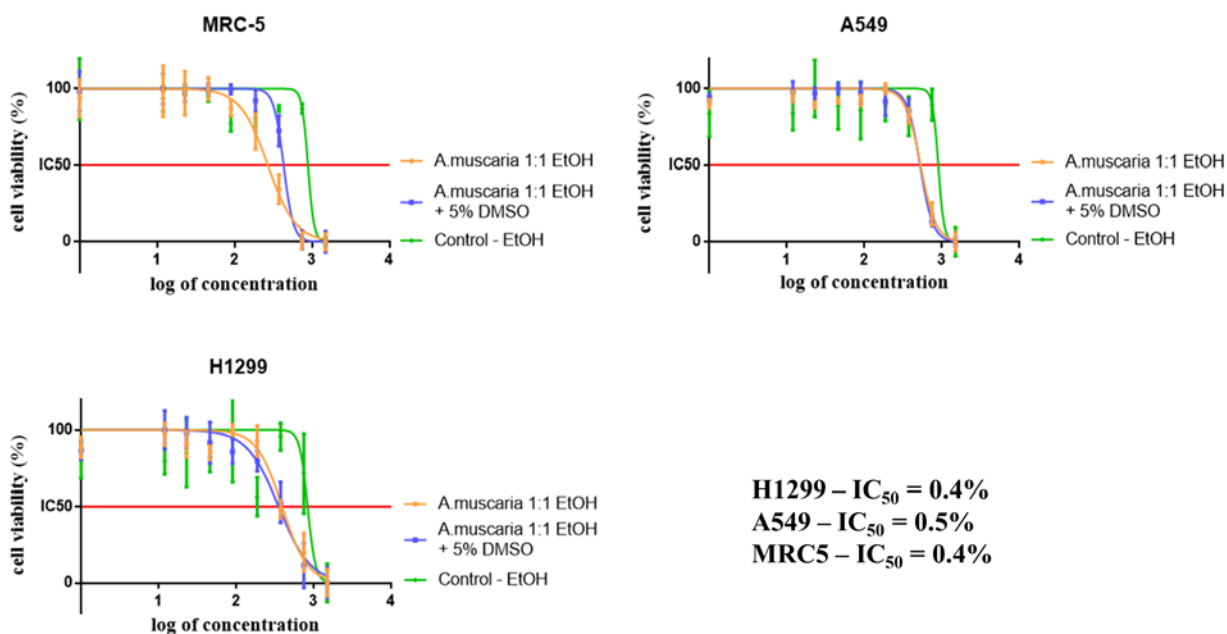 MRC-5
100
IC50
0
cell viability (%)
1 2 3 4
log of concentration
A.muscaria 1:1 EtOH
A.muscaria 1:1 EtOH
+ 5% DMSO
Control - EtOH
A549
100
IC50
0
cell viability (%)
1 2 3 4
log of concentration
A.muscaria 1:1 EtOH
A.muscaria 1:1 EtOH
+ 5% DMSO
Control - EtOH
H1299
100
IC50
0
cell viability (%)
1 2 3 4
log of concentration
A.muscaria 1:1 EtOH
A.muscaria 1:1 EtOH
+ 5% DMSO
Control - EtOH
H1299 – IC₅₀ = 0.4%
A549 – IC₅₀ = 0.5%
MRC5 – IC₅₀ = 0.4%